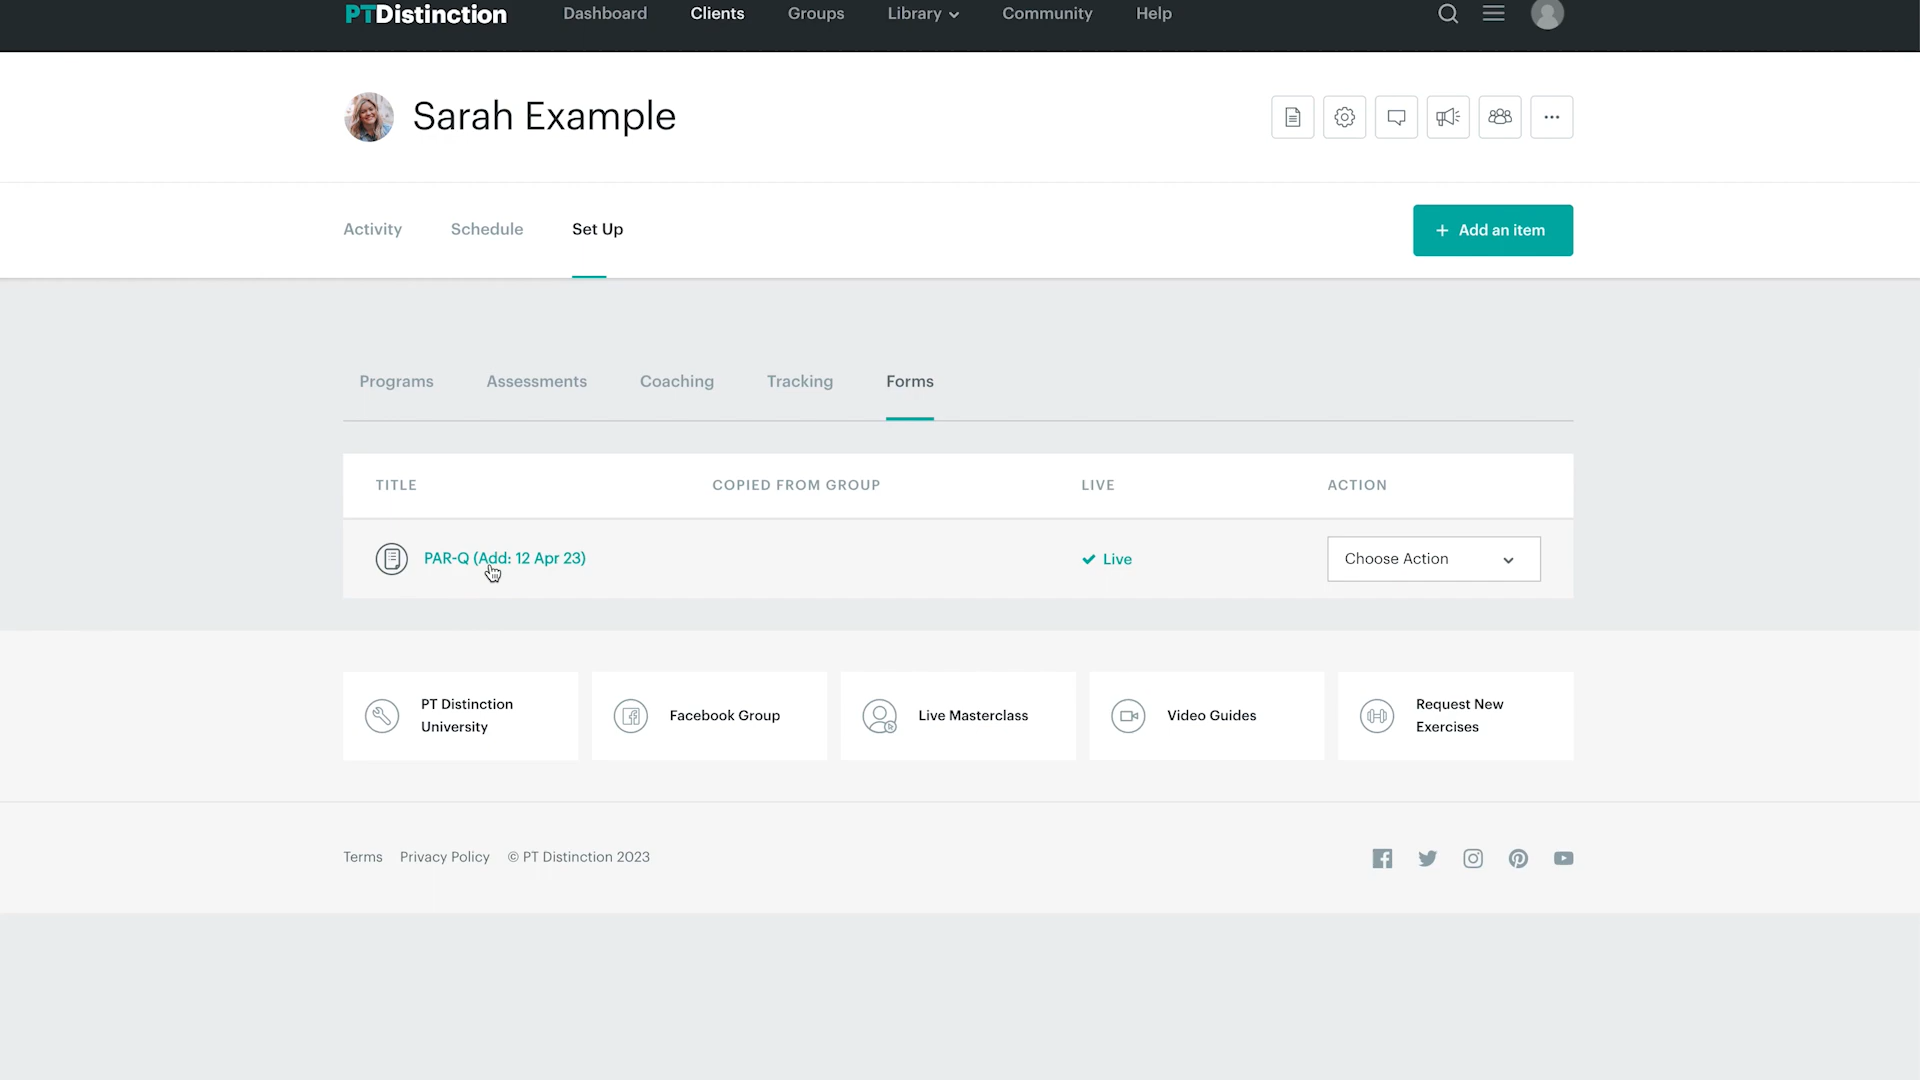 PTDistinction Dashboard Clients Groups Library Community Help
Sarah Example
Activity Schedule Set Up + Add an item
Programs Assessments Coaching Tracking Forms
TITLE COPIED FROM GROUP LIVE ACTION
PAR-Q (Add: 12 Apr 23) Live Choose Action
PT Distinction
University
Facebook Group
Live Masterclass
Video Guides
Request New
Exercises
Terms Privacy Policy © PT Distinction 2023